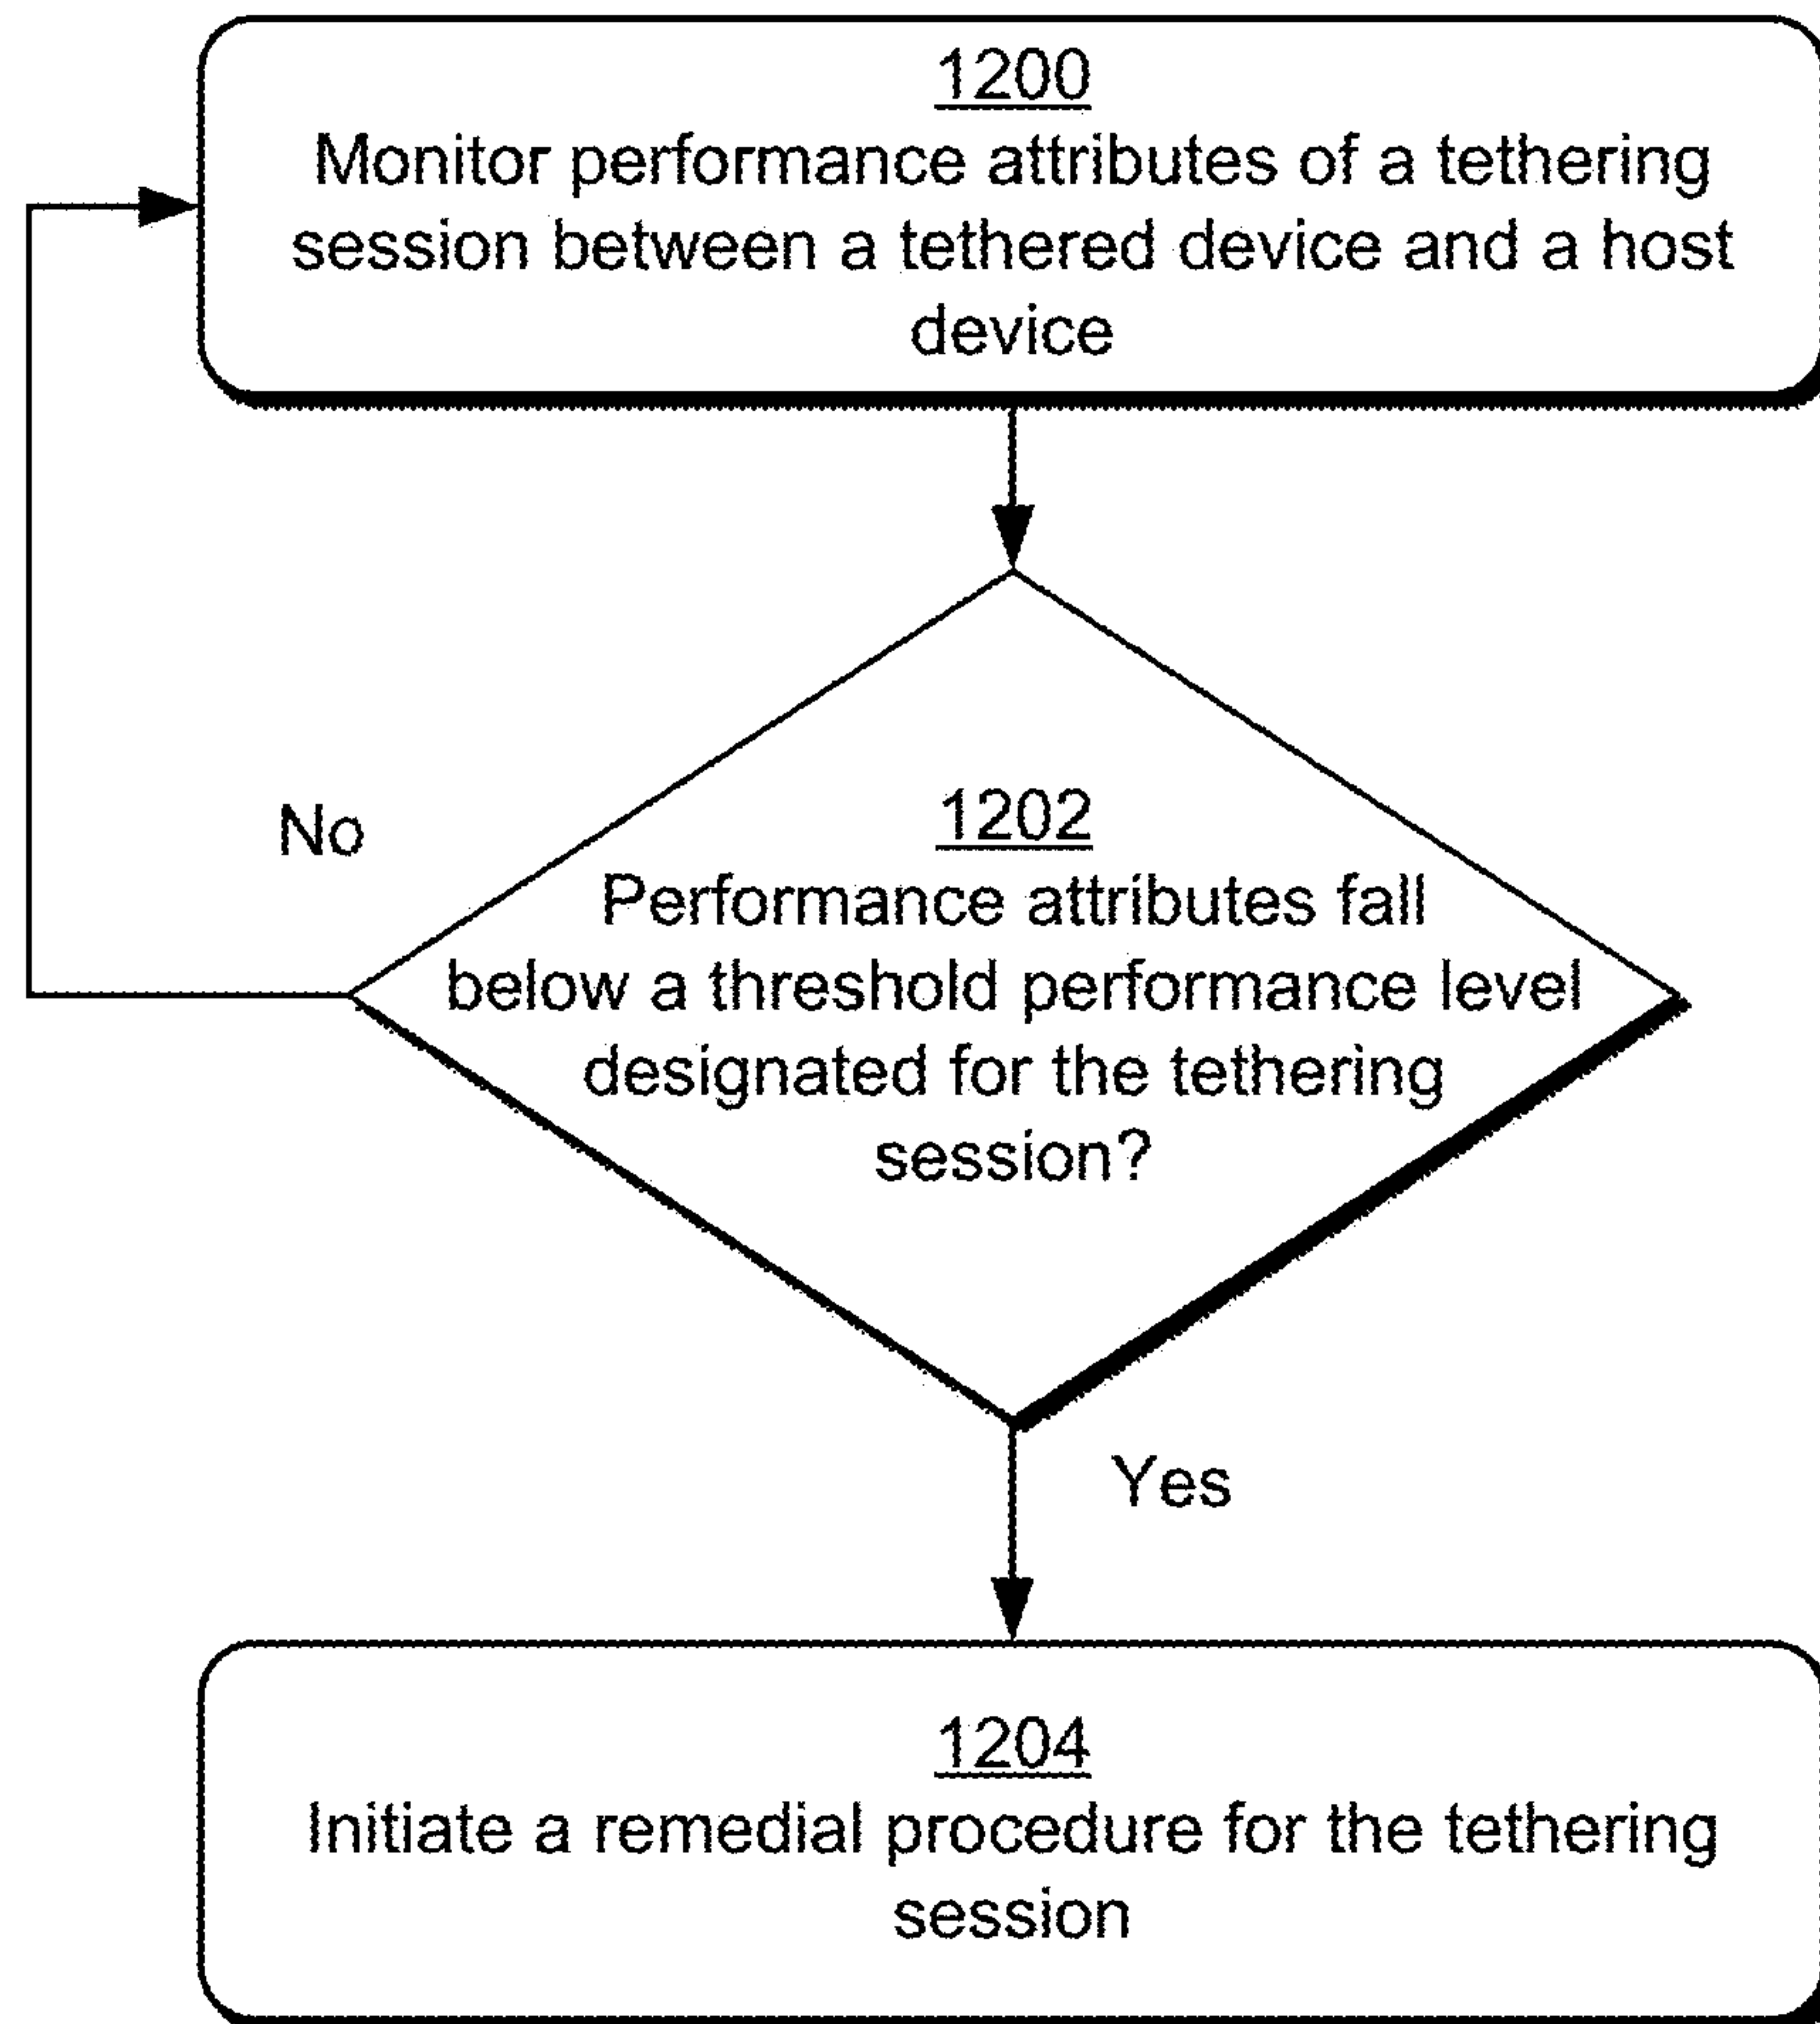 1200
Monitor performance attributes of a tethering
session between a tethered device and a host
device
No
1202
Performance attributes fall
below a threshold performance level
designated for the tethering
session?
Yes
1204
Initiate a remedial procedure for the tethering
session